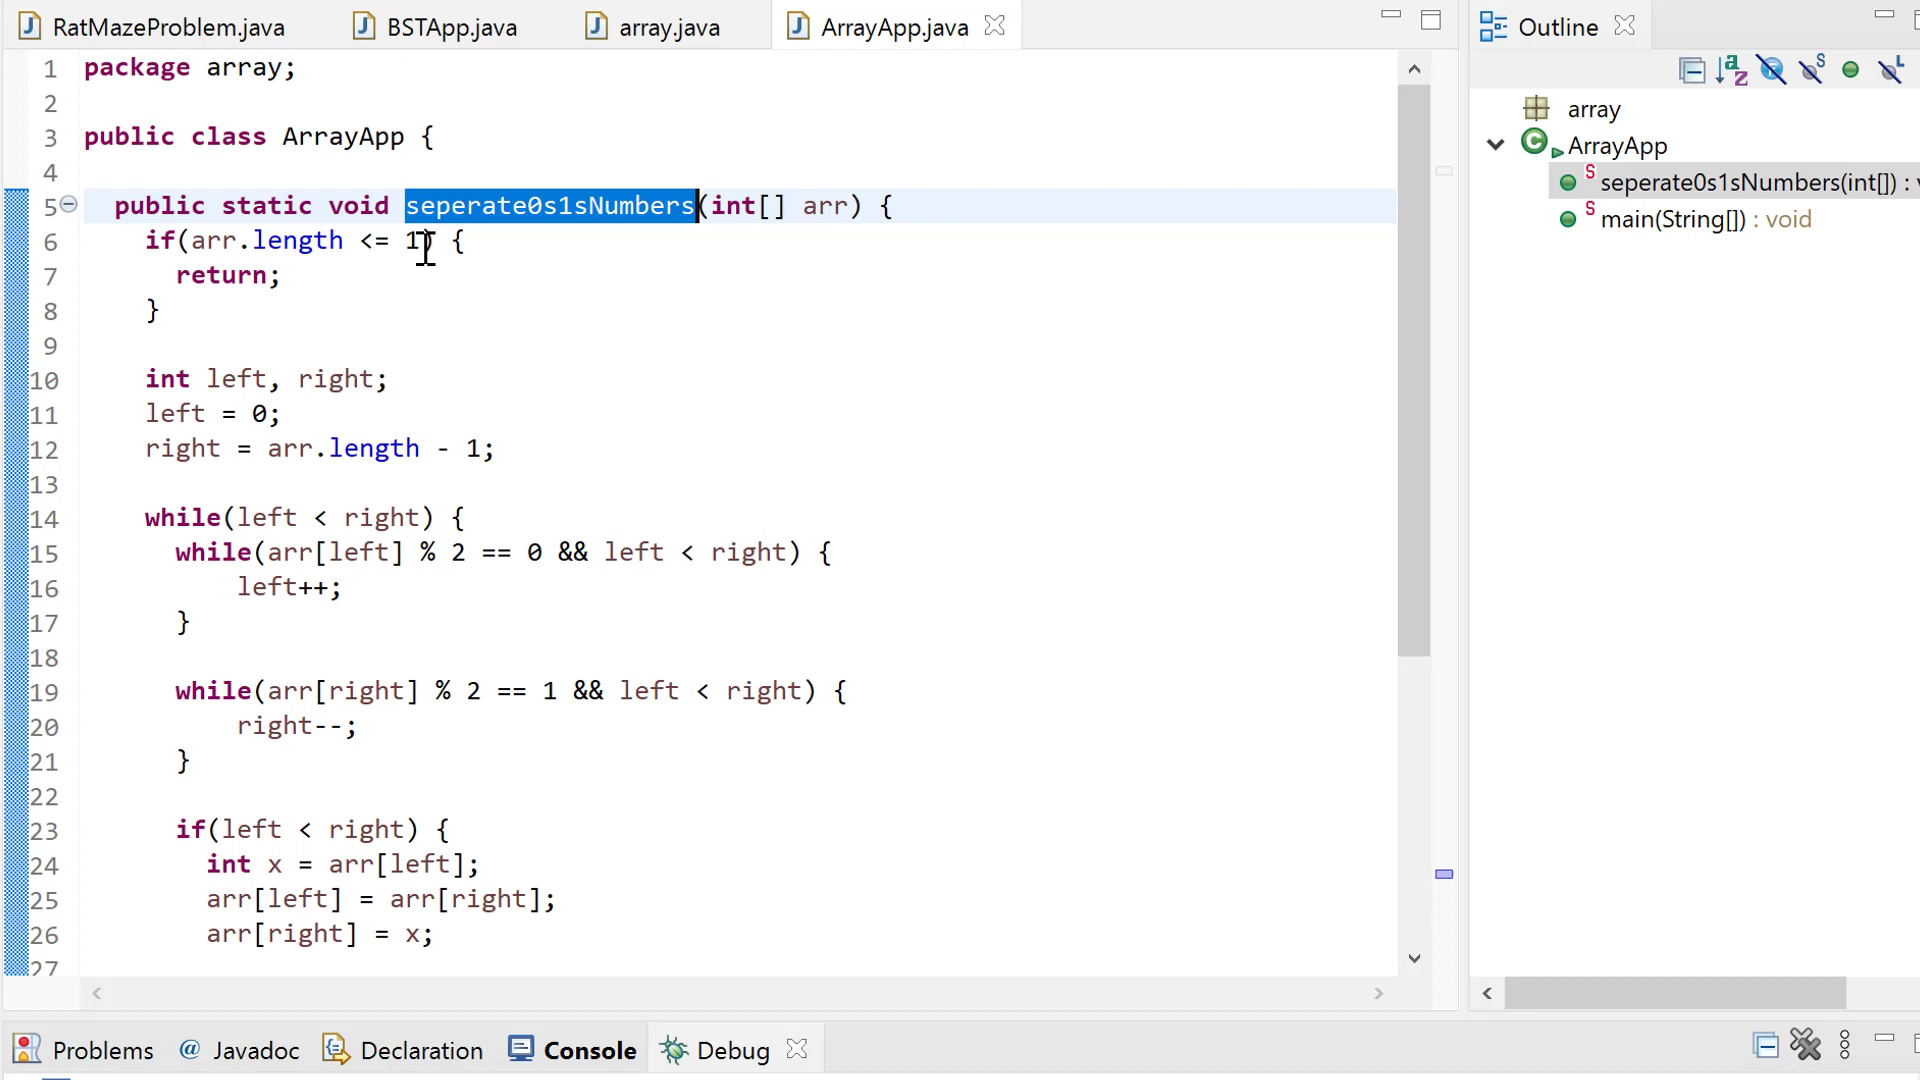 RatMazeProblem.java BSTApp.java array.java ArrayApp.java Outline
1 package array;
2
3 public class ArrayApp {
4
5 public static void seperate0s1sNumbers(int[] arr) {
6 if(arr.length <= 1) {
7 return;
8 }
9
10 int left, right;
11 left = 0;
12 right = arr.length - 1;
13
14 while(left < right) {
15 while(arr[left] % 2 == 0 && left < right) {
16 left++;
17 }
18
19 while(arr[right] % 2 == 1 && left < right) {
20 right--;
21 }
22
23 if(left < right) {
24 int x = arr[left];
25 arr[left] = arr[right];
26 arr[right] = x;
27
array
ArrayApp
seperate0s1sNumbers(int[]) : v
main(String[]) : void
Problems Javadoc Declaration Console Debug